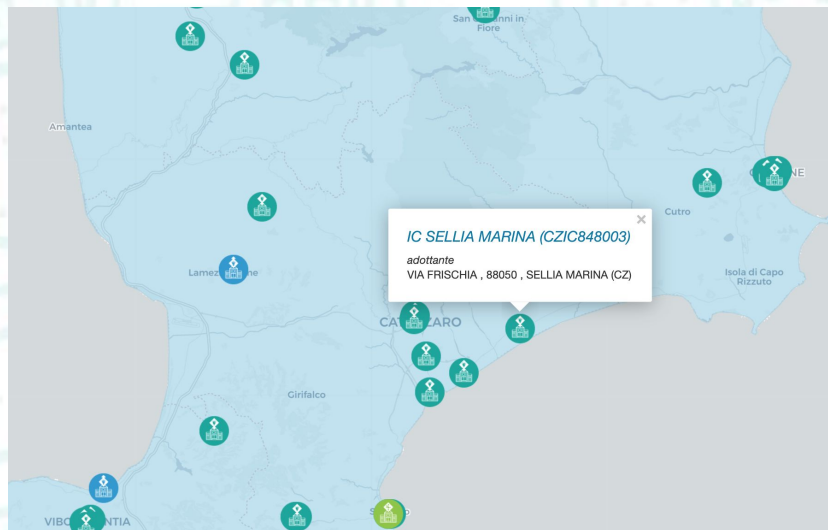 San Giovanni in
Fiore
Amantea
Cutro
×
IC SELLIA MARINA (CZIC848003)
adottante
VIA FRISCHIA , 88050 , SELLIA MARINA (CZ)
Isola di Capo
Rizzuto
Girifalco